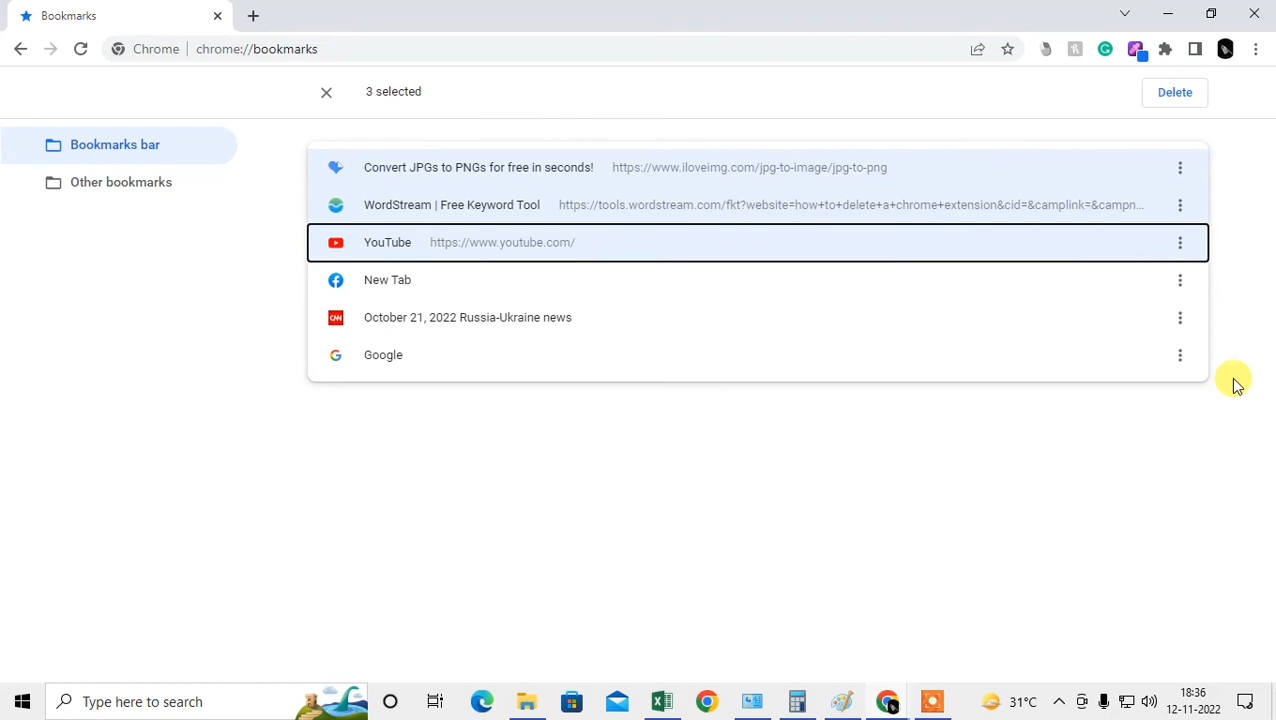 Bookmarks
Chrome chrome://bookmarks
3 selected
Delete
Bookmarks bar
Other bookmarks
Convert JPGs to PNGs for free in seconds! https://www.iloveimg.com/jpg-to-image/jpg-to-png
WordStream | Free Keyword Tool https://tools.wordstream.com/fkt?website=how+to+delete+a+chrome+extension&cid=&camplink=&campn...
YouTube https://www.youtube.com/
New Tab
CNN October 21, 2022 Russia-Ukraine news
Google
Type here to search
31°C
18:36
12-11-2022